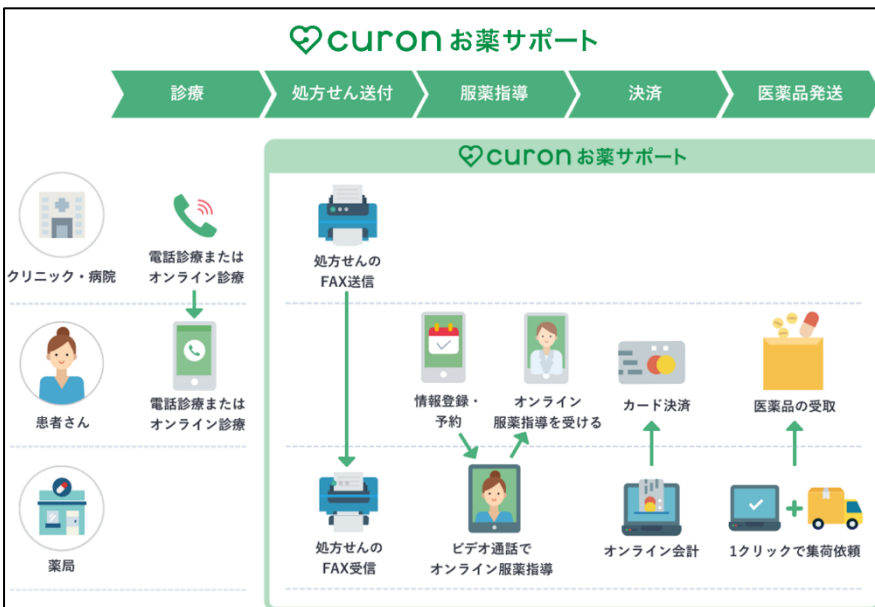 curon お薬サポート
診療
処方せん送付
服薬指導
決済
医薬品発送
curon お薬サポート
クリニック・病院
電話診療または
オンライン診療
処方せんの
FAX送信
患者さん
電話診療または
オンライン診療
情報登録・
予約
オンライン
服薬指導を受ける
カード決済
医薬品の受取
薬局
処方せんの
FAX受信
ビデオ通話で
オンライン服薬指導
オンライン会計
1クリックで集荷依頼